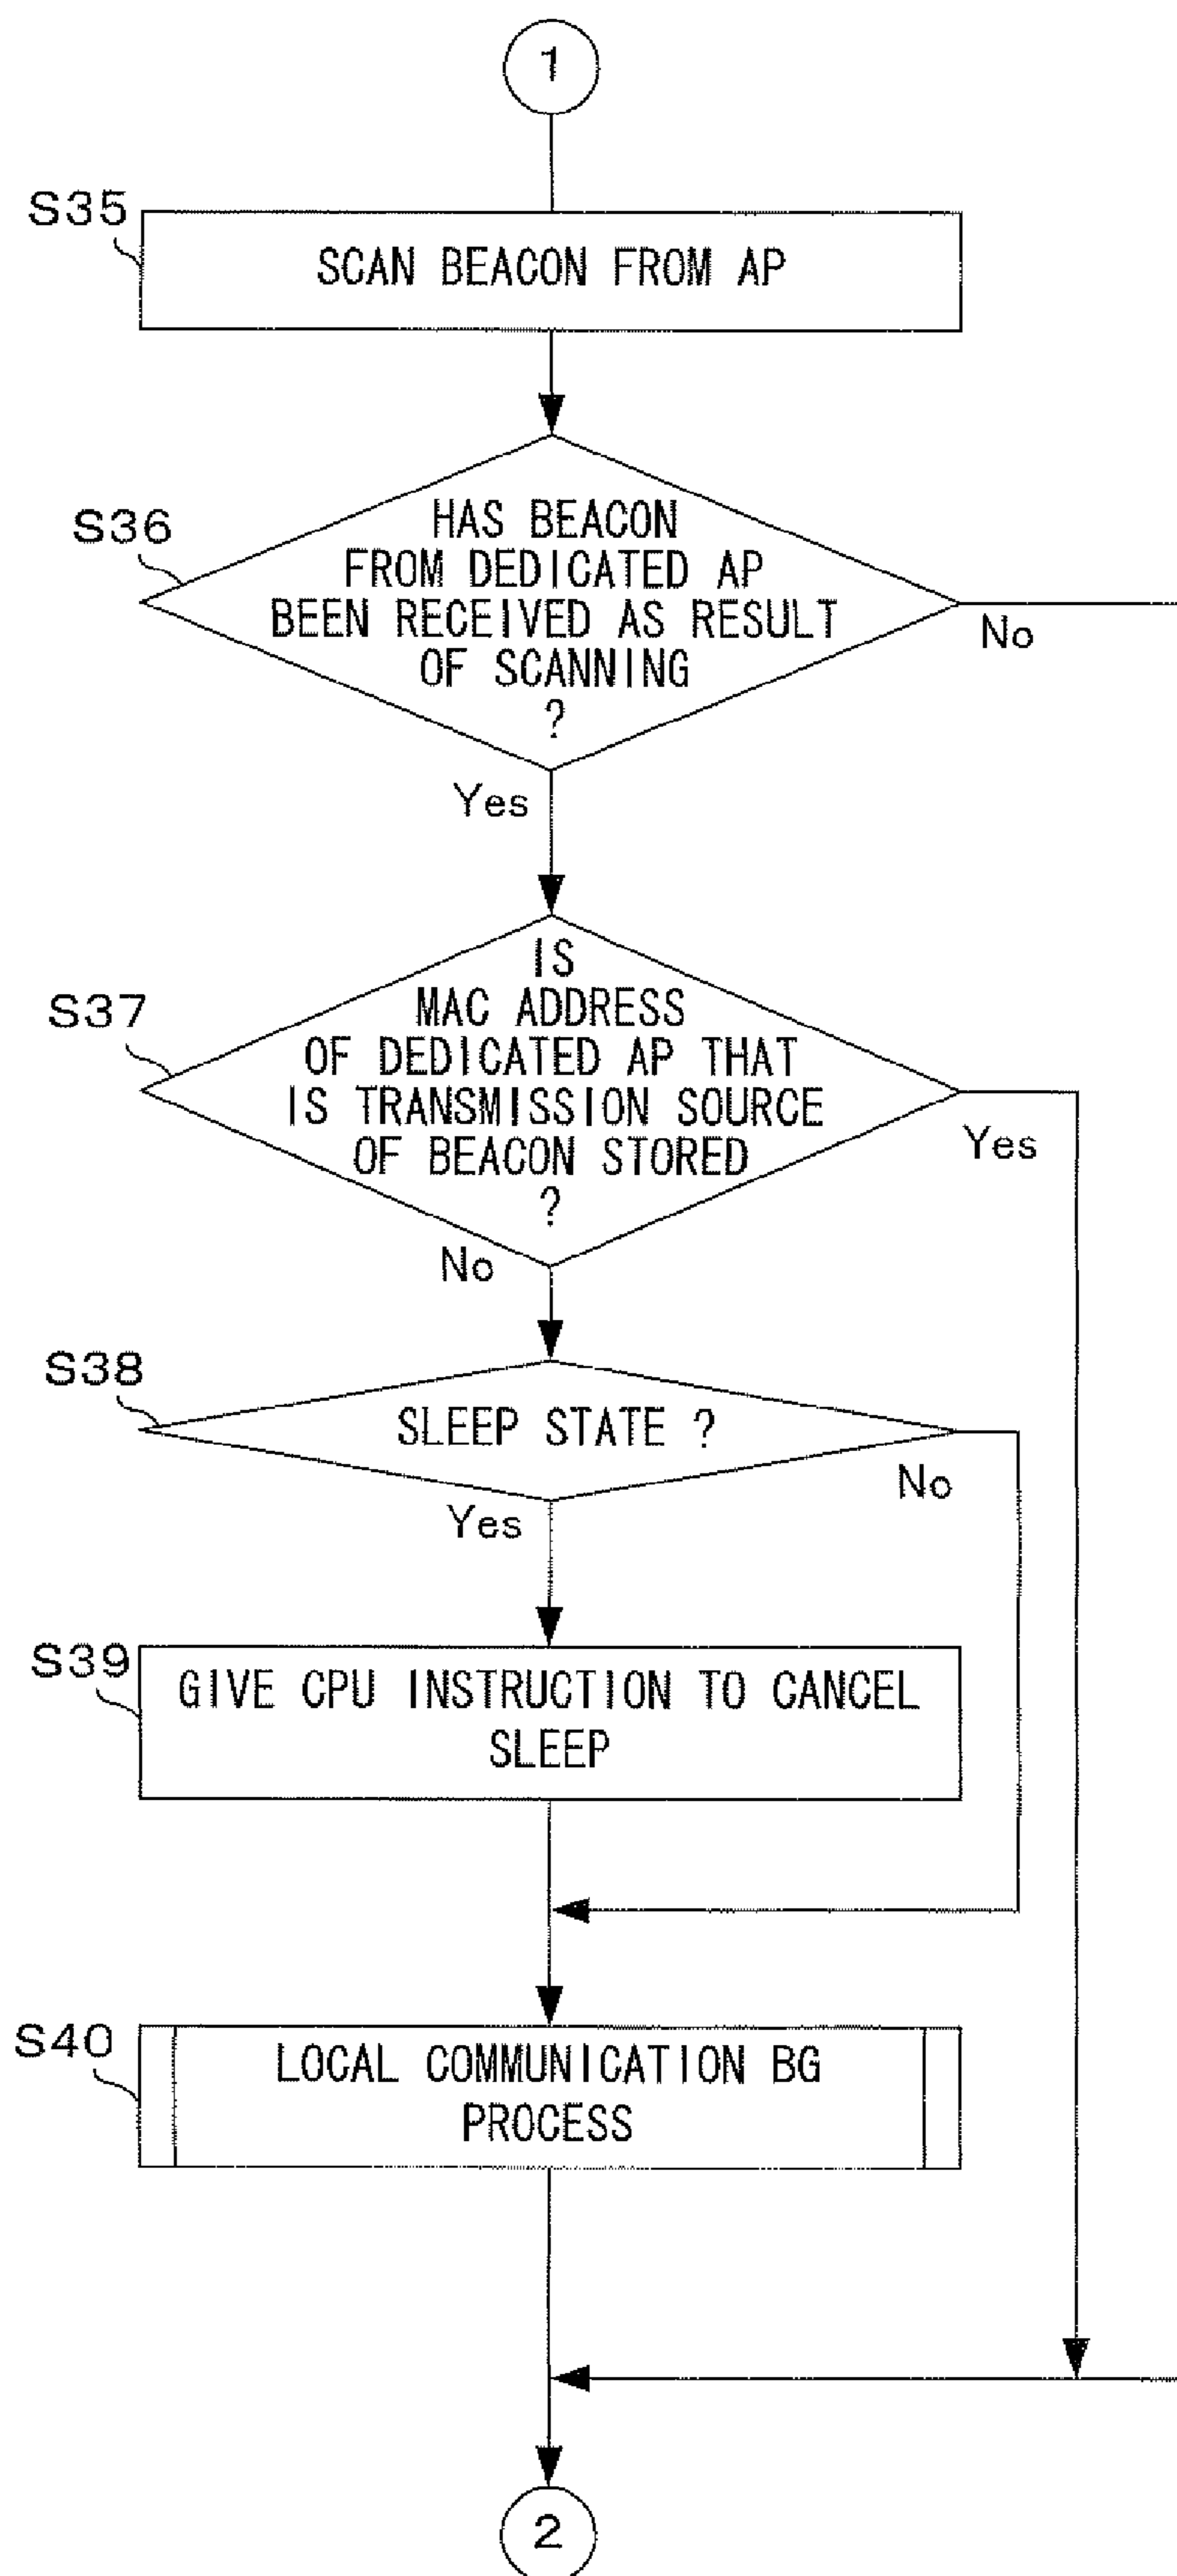 1
S35
SCAN BEACON FROM AP
S36
HAS BEACON
FROM DEDICATED AP
BEEN RECEIVED AS RESULT
OF SCANNING
?
No
Yes
S37
IS
MAC ADDRESS
OF DEDICATED AP THAT
IS TRANSMISSION SOURCE
OF BEACON STORED
?
Yes
No
S38
SLEEP STATE ?
No
Yes
S39
GIVE CPU INSTRUCTION TO CANCEL
SLEEP
S40
LOCAL COMMUNICATION BG
PROCESS
2